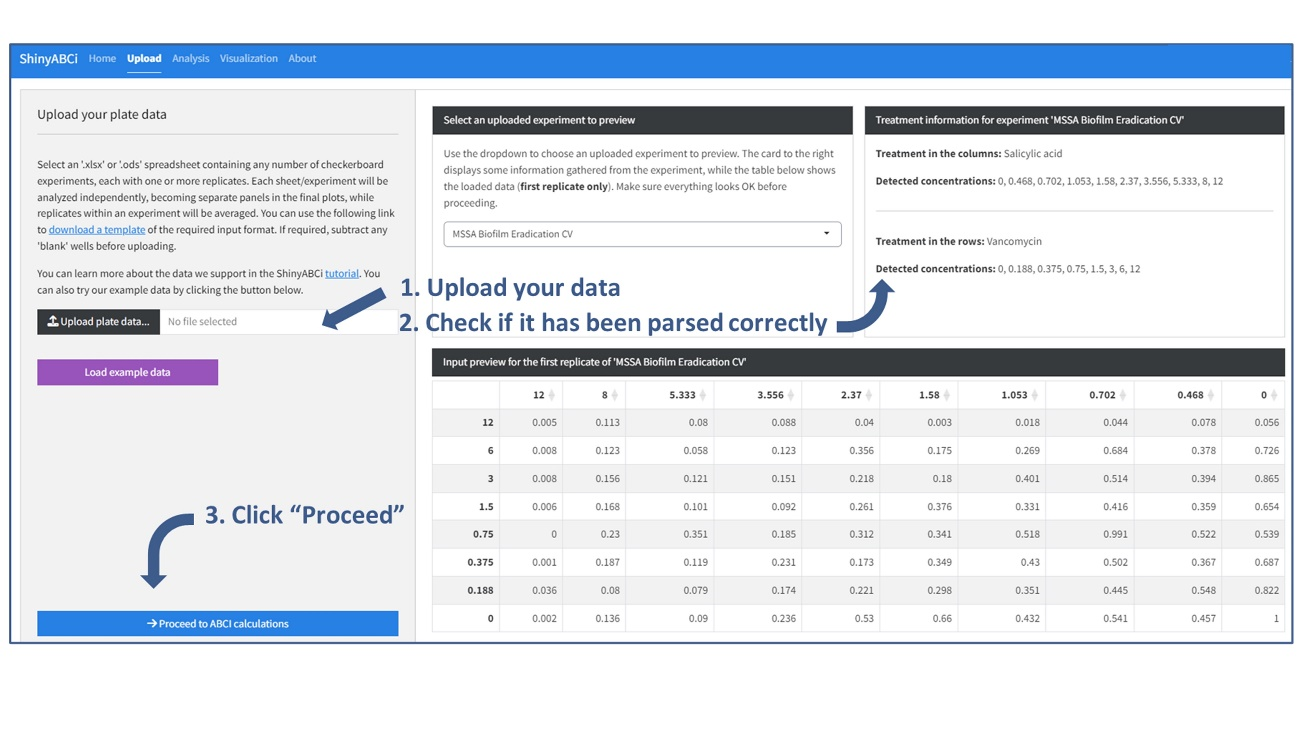 ShinyABCi Home Upload Analysis Visualization About
Upload your plate data
Select an '.xlsx' or '.ods' spreadsheet containing any number of checkerboard
experiments, each with one or more replicates. Each sheet/experiment will be
analyzed independently, becoming separate panels in the final plots, while
replicates within an experiment will be averaged. You can use the following link
to download a template of the required input format. If required, subtract any
'blank' wells before uploading.
You can learn more about the data we support in the ShinyABCi tutorial. You
can also try our example data by clicking the button below.
Upload plate data... No file selected
Load example data
Select an uploaded experiment to preview
Use the dropdown to choose an uploaded experiment to preview. The card to the right
displays some information gathered from the experiment, while the table below shows
the loaded data (first replicate only). Make sure everything looks OK before
proceeding.
MSSA Biofilm Eradication CV
Treatment information for experiment 'MSSA Biofilm Eradication CV'
Treatment in the columns: Salicylic acid
Detected concentrations: 0, 0.468, 0.702, 1.053, 1.58, 2.37, 3.556, 5.333, 8, 12
Treatment in the rows: Vancomycin
Detected concentrations: 0, 0.188, 0.375, 0.75, 1.5, 3, 6, 12
1. Upload your data
2. Check if it has been parsed correctly
Input preview for the first replicate of 'MSSA Biofilm Eradication CV'
12 8 5.333 3.556 2.37 1.58 1.053 0.702 0.468 0
12 0.005 0.113 0.08 0.088 0.04 0.003 0.018 0.044 0.078 0.056
6 0.008 0.123 0.058 0.123 0.356 0.175 0.269 0.684 0.378 0.726
3 0.008 0.156 0.121 0.151 0.218 0.18 0.401 0.514 0.394 0.865
1.5 0.006 0.168 0.101 0.092 0.261 0.376 0.331 0.416 0.359 0.654
0.75 0 0.23 0.351 0.185 0.312 0.341 0.518 0.991 0.522 0.539
0.375 0.001 0.187 0.119 0.231 0.173 0.349 0.43 0.502 0.367 0.687
0.188 0.036 0.08 0.079 0.174 0.221 0.298 0.351 0.445 0.548 0.822
0 0.002 0.136 0.09 0.236 0.53 0.66 0.432 0.541 0.457 1
3. Click “Proceed”
Proceed to ABCI calculations